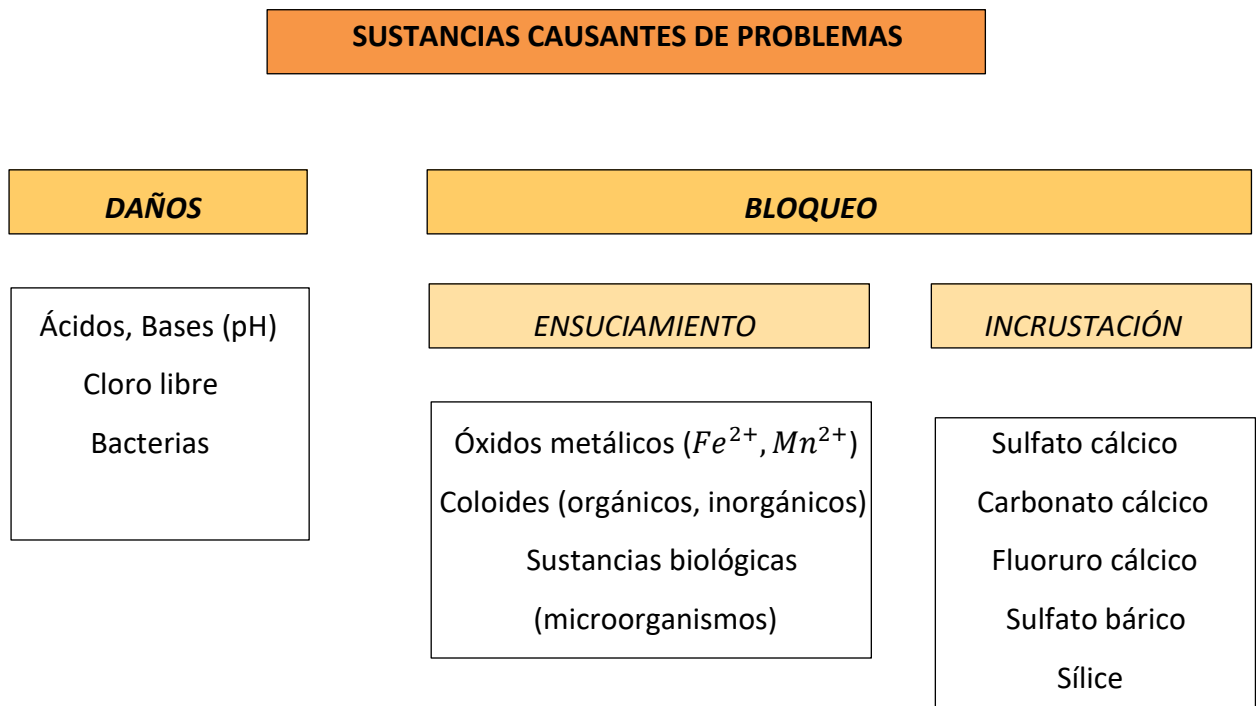 SUSTANCIAS CAUSANTES DE PROBLEMAS
DAÑOS
Ácidos, Bases (pH)
Cloro libre
Bacterias
BLOQUEO
ENSUCIAMIENTO
Óxidos metálicos (Fe²⁺, Mn²⁺)
Coloides (orgánicos, inorgánicos)
Sustancias biológicas
(microorganismos)
INCRUSTACIÓN
Sulfato cálcico
Carbonato cálcico
Fluoruro cálcico
Sulfato bárico
Sílice